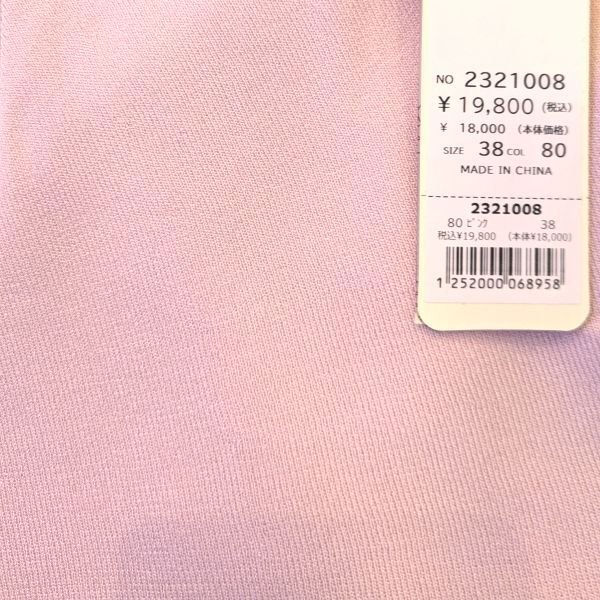 NO 2321008
¥ 19,800 (税込)
¥ 18,000 (本体価格)
SIZE 38 COL 80
MADE IN CHINA
2321008
80 ピンク 38
税込¥19,800 (本体¥18,000)
1 252000 068958